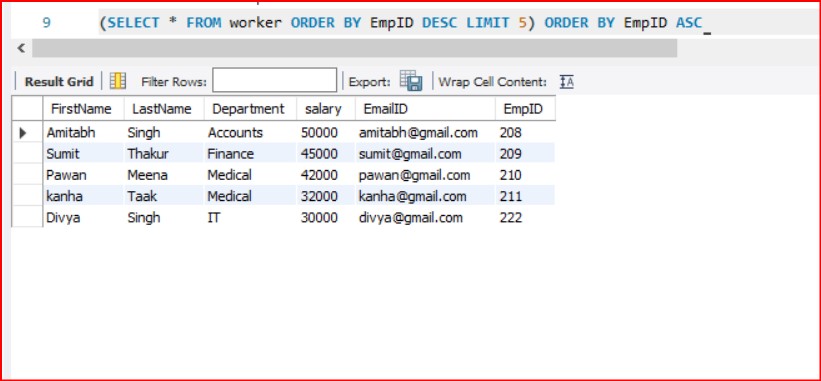 9 (SELECT * FROM worker ORDER BY EmpID DESC LIMIT 5) ORDER BY EmpID ASC
Result Grid Filter Rows: Export: Wrap Cell Content:
FirstName LastName Department salary EmailID EmpID
Amitabh Singh Accounts 50000 amitabh@gmail.com 208
Sumit Thakur Finance 45000 sumit@gmail.com 209
Pawan Meena Medical 42000 pawan@gmail.com 210
kanha Taak Medical 32000 kanha@gmail.com 211
Divya Singh IT 30000 divya@gmail.com 222